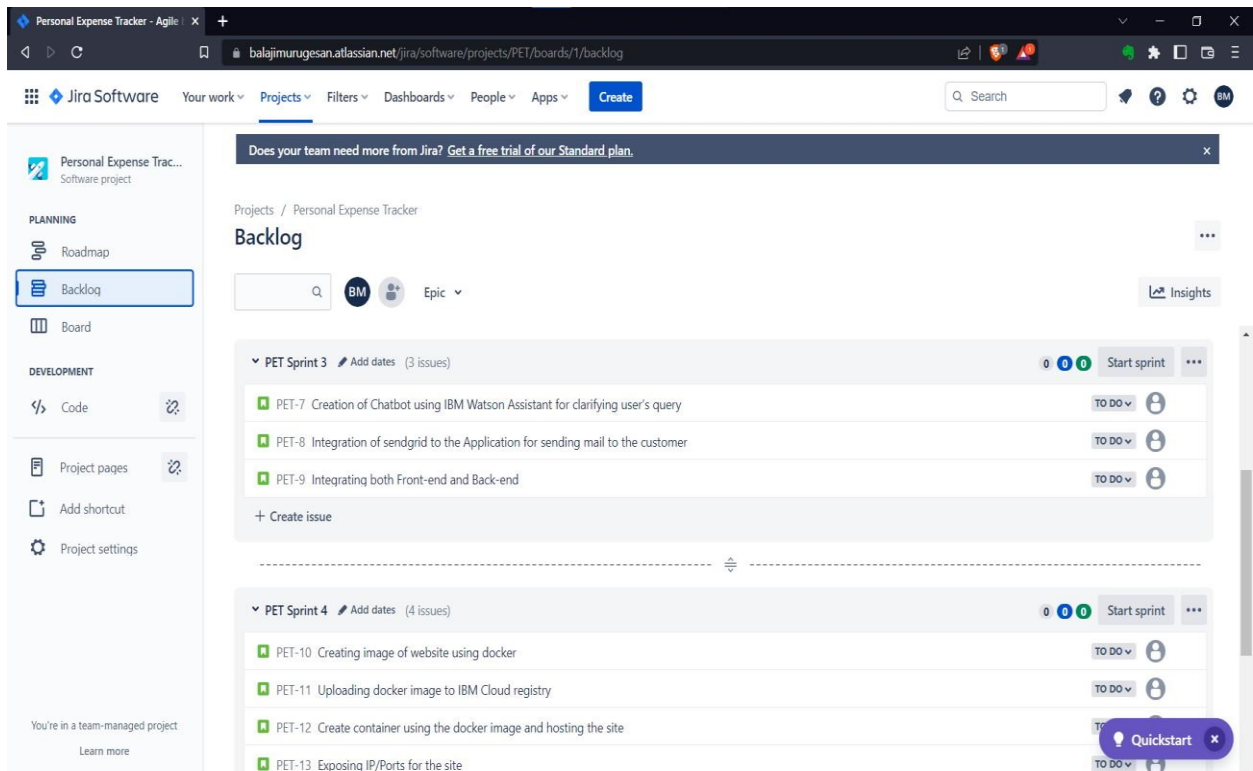 Personal Expense Tracker - Agile
balajimurugesan.atlassian.net/jira/software/projects/PET/boards/1/backlog
Jira Software Your work Projects Filters Dashboards People Apps Create Search BM
Does your team need more from Jira? Get a free trial of our Standard plan. x
Personal Expense Trac...
Software project
PLANNING
Roadmap
Backlog
Board
DEVELOPMENT
Code
Project pages
Add shortcut
Project settings
You're in a team-managed project
Learn more
Projects / Personal Expense Tracker
Backlog
BM Epic Insights
PET Sprint 3 Add dates (3 issues) 0 0 0 Start sprint
PET-7 Creation of Chatbot using IBM Watson Assistant for clarifying user's query TO DO
PET-8 Integration of sendgrid to the Application for sending mail to the customer TO DO
PET-9 Integrating both Front-end and Back-end TO DO
+ Create issue
PET Sprint 4 Add dates (4 issues) 0 0 0 Start sprint
PET-10 Creating image of website using docker TO DO
PET-11 Uploading docker image to IBM Cloud registry TO DO
PET-12 Create container using the docker image and hosting the site
Quickstart x
PET-13 Exposing IP/Ports for the site TO DO